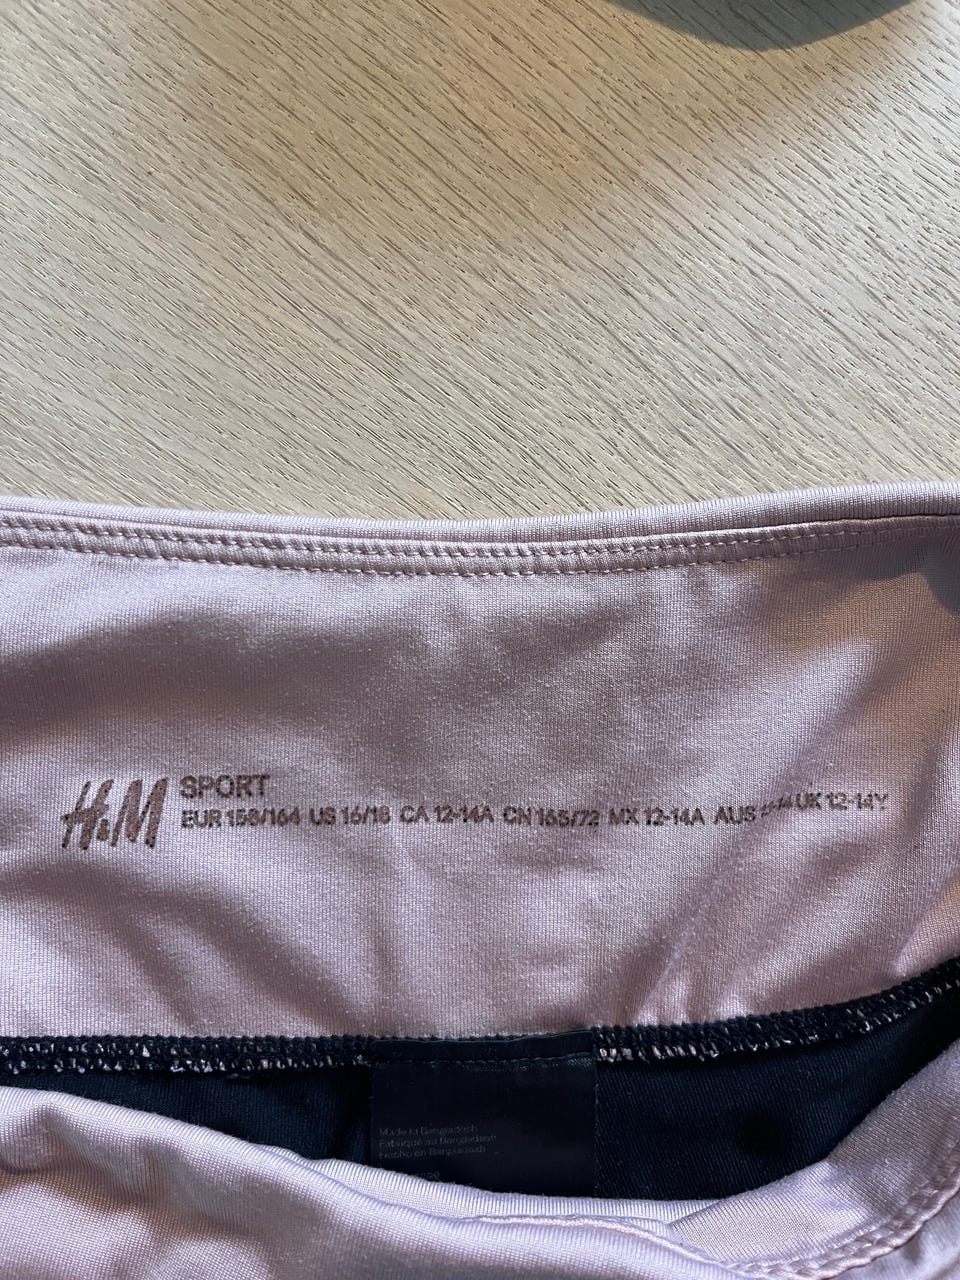 H&M SPORT
EUR 158/164 US 16/18 CA 12-14A CN 165/72 MX 12-14A AUS UK 12-14Y
Made in Bangladesh
Fabriqué au Bangladesh
Hecho en Bangladesh